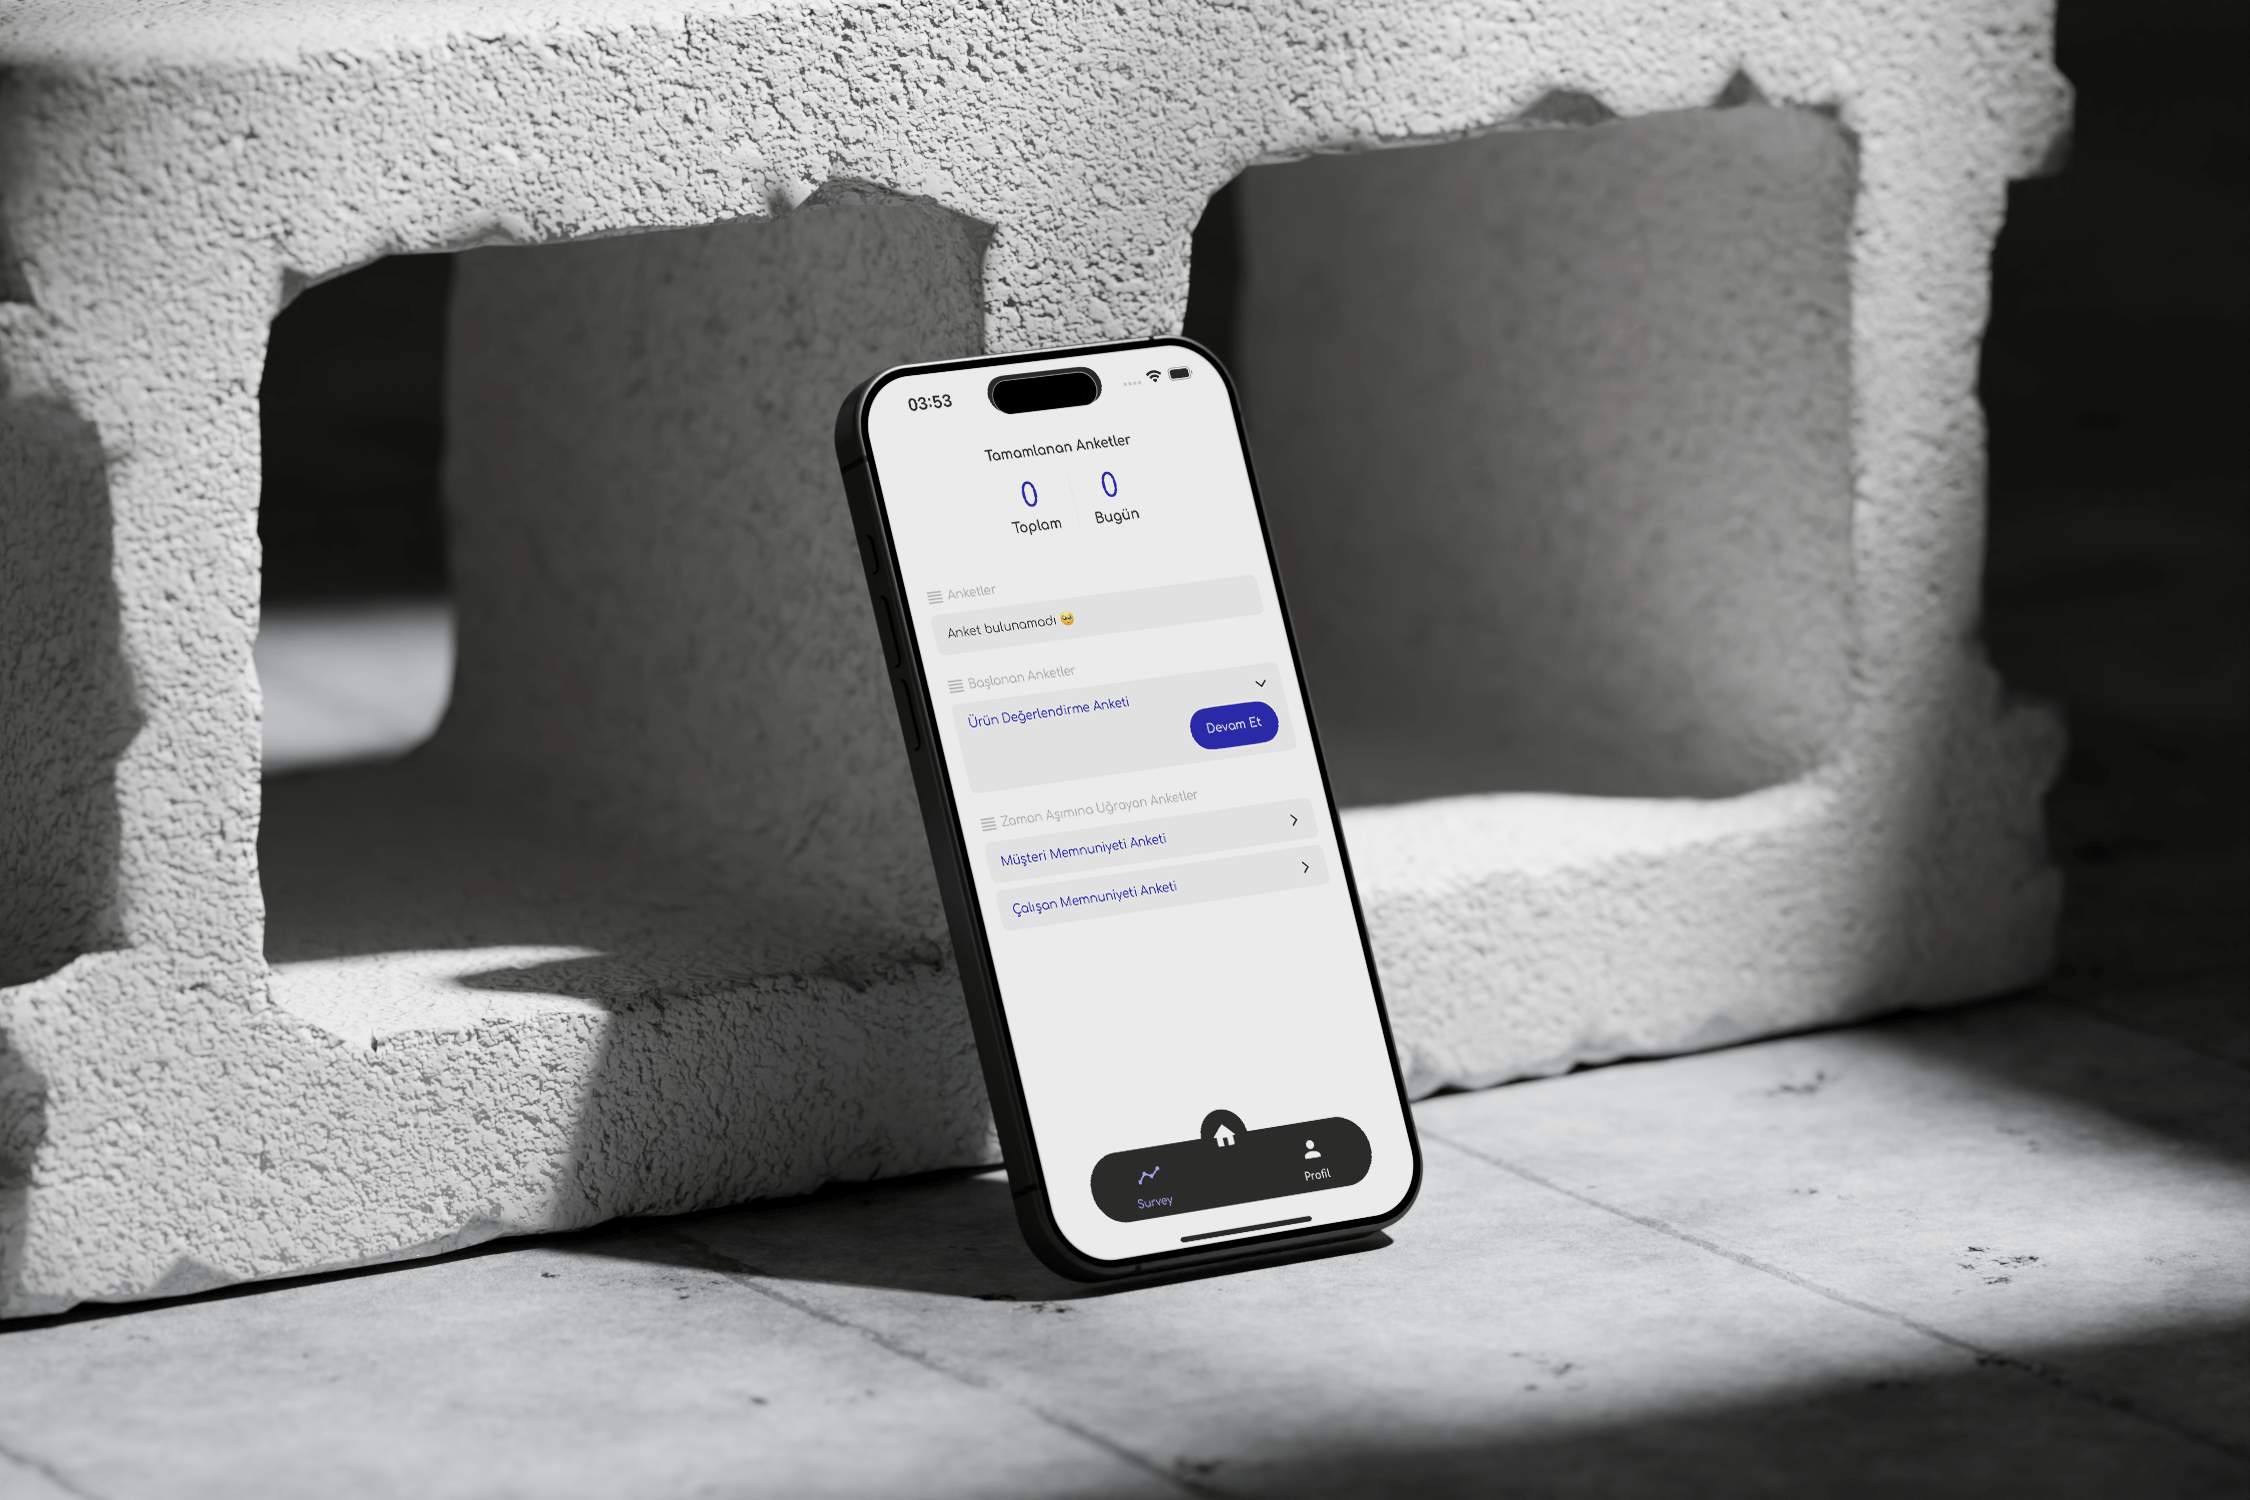 03:53
Tamamlanan Anketler
0 0
Toplam Bugün
Anketler
Anket bulunamadı 🥹
Başlanan Anketler
Ürün Değerlendirme Anketi
Devam Et
Zaman Aşımına Uğrayan Anketler
Müşteri Memnuniyeti Anketi
Çalışan Memnuniyeti Anketi
Survey
Profil